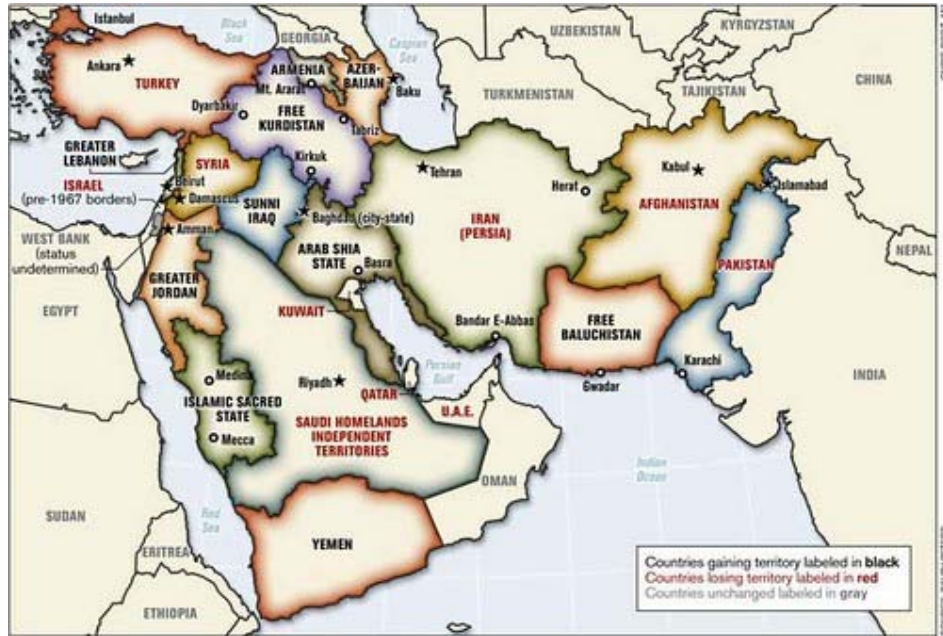 Istanbul
Black
Sea
GEORGIA
Caspian
Sea
UZBEKISTAN
KYRGYZSTAN
Ankara
TURKEY
ARMENIA
Mt. Ararat
AZER-
BAIJAN
Baku
TURKMENISTAN
TAJIKISTAN
CHINA
Dyarbakir
FREE
KURDISTAN
Tabriz
GREATER
LEBANON
SYRIA
Kirkuk
Tehran
Herat
Kabul
Islamabad
ISRAEL
(pre-1967 borders)
Beirut
Damascus
SUNNI
IRAQ
Baghdad (city-state)
IRAN
(PERSIA)
AFGHANISTAN
WEST BANK
(status
undetermined)
Amman
ARAB SHIA
STATE
Basra
PAKISTAN
NEPAL
EGYPT
GREATER
JORDAN
KUWAIT
Bandar E-Abbas
FREE
BALUCHISTAN
Karachi
Gwadar
INDIA
Medina
ISLAMIC SACRED
STATE
Mecca
Riyadh
Persian
Gulf
QATAR
U.A.E.
SAUDI HOMELANDS
INDEPENDENT
TERRITORIES
OMAN
Indian
Ocean
SUDAN
Red
Sea
YEMEN
ERITREA
ETHIOPIA
Countries gaining territory labeled in black
Countries losing territory labeled in red
Countries unchanged labeled in gray